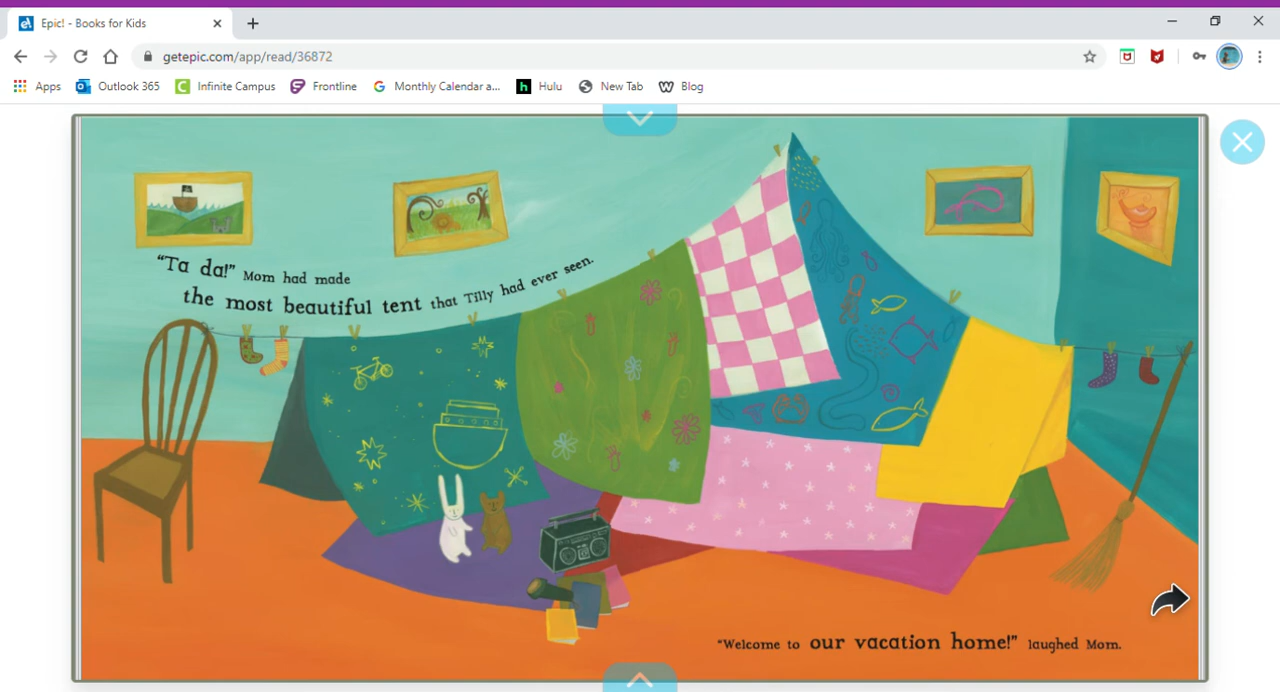 Epic! - Books for Kids
getepic.com/app/read/36872
Apps Outlook 365 Infinite Campus Frontline Monthly Calendar a... Hulu New Tab Blog
“Ta da!” Mom had made
the most beautiful tent that Tilly had ever seen.
“Welcome to our vacation home!” laughed Mom.